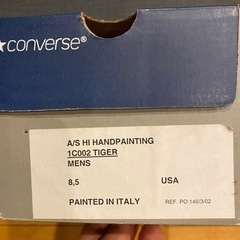 CONVERSE®
A/S HI HANDPAINTING
1C002 TIGER
MENS
8,5 USA
PAINTED IN ITALY REF. PO 146/3/02